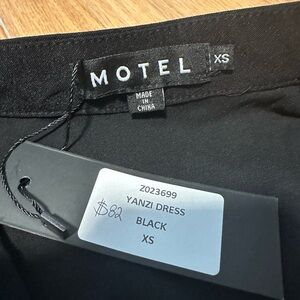 MOTEL
XS
MADE
IN
CHINA
Z023699
YANZI DRESS
$82
BLACK
XS